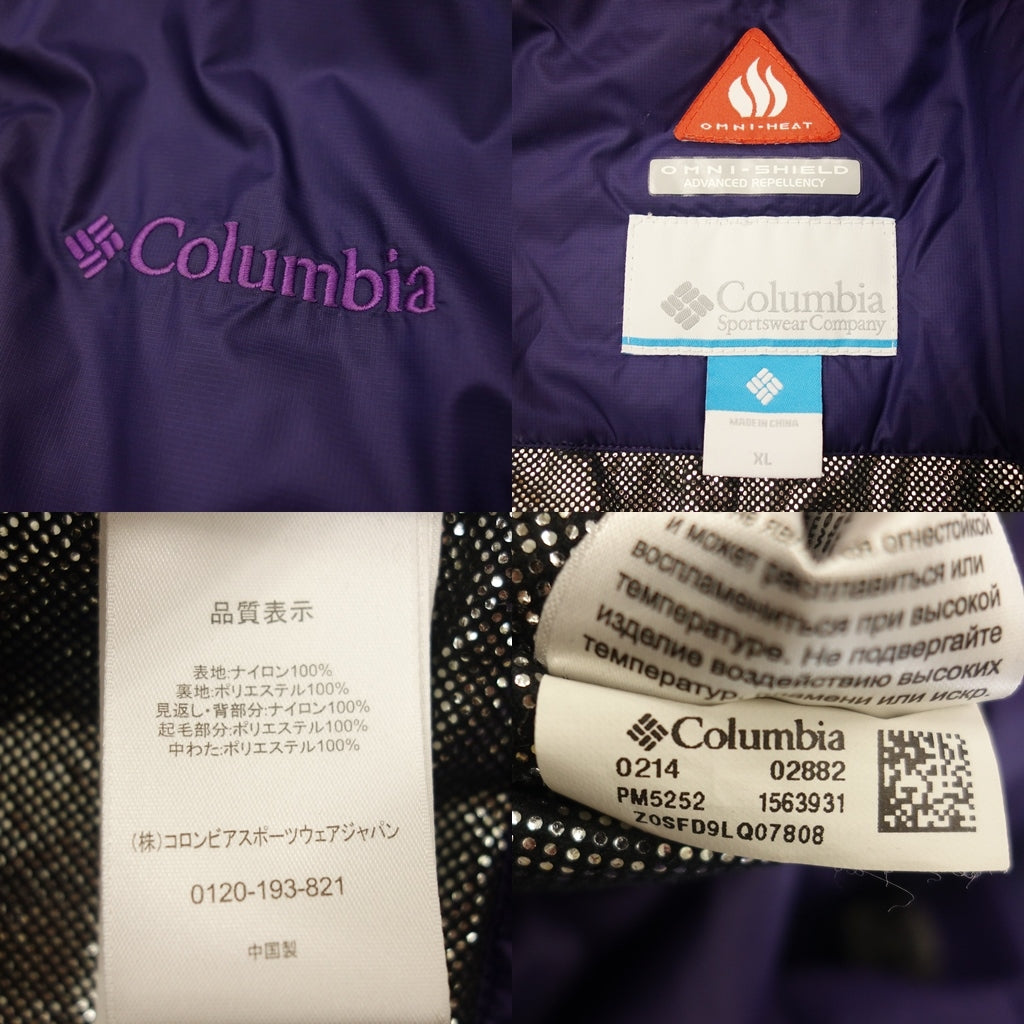 Columbia
OMNI-HEAT
OMNI-SHIELD
ADVANCED REPELLENCY
Columbia
Sportswear Company
MADE IN CHINA
XL
品質表示
表地:ナイロン100%
裏地:ポリエステル100%
見返し・背部分:ナイロン100%
起毛部分:ポリエステル100%
中わた:ポリエステル100%
(株)コロンビアスポーツウェアジャパン
0120-193-821
中国製
огнестойкой
и может расплавиться или
воспламениться при высокой
температуре. Не подвергайте
изделие воздействию высоких
температур, пламени или искр.
Columbia
0214 02882
PM5252 1563931
Z0SFD9LQ07808